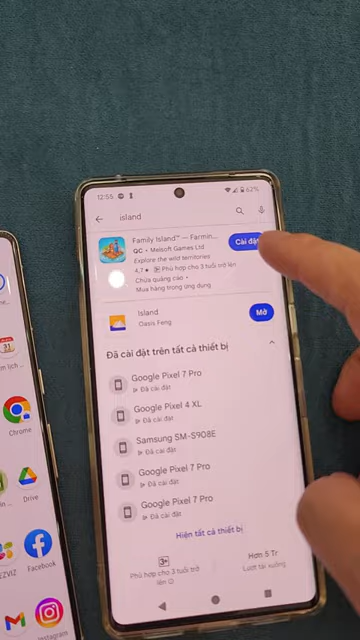 12:55
62%
island
Family Island™ — Farmin...
QC • Melsoft Games Ltd
Explore the wild territories
4,7★ 3+ Phù hợp cho 3 tuổi trở lên
Chứa quảng cáo •
Mua hàng trong ứng dụng
Cài đặt
Island
Oasis Feng
Mở
Đã cài đặt trên tất cả thiết bị
Google Pixel 7 Pro
Đã cài đặt
Google Pixel 4 XL
Đã cài đặt
Samsung SM-S908E
Đã cài đặt
Google Pixel 7 Pro
Đã cài đặt
Google Pixel 7 Pro
Đã cài đặt
Hiện tất cả thiết bị
3+
Phù hợp cho 3 tuổi trở lên
Hơn 5 Tr
Lượt tải xuống
31
Chrome
Drive
EZVIZ
Facebook
Instagram